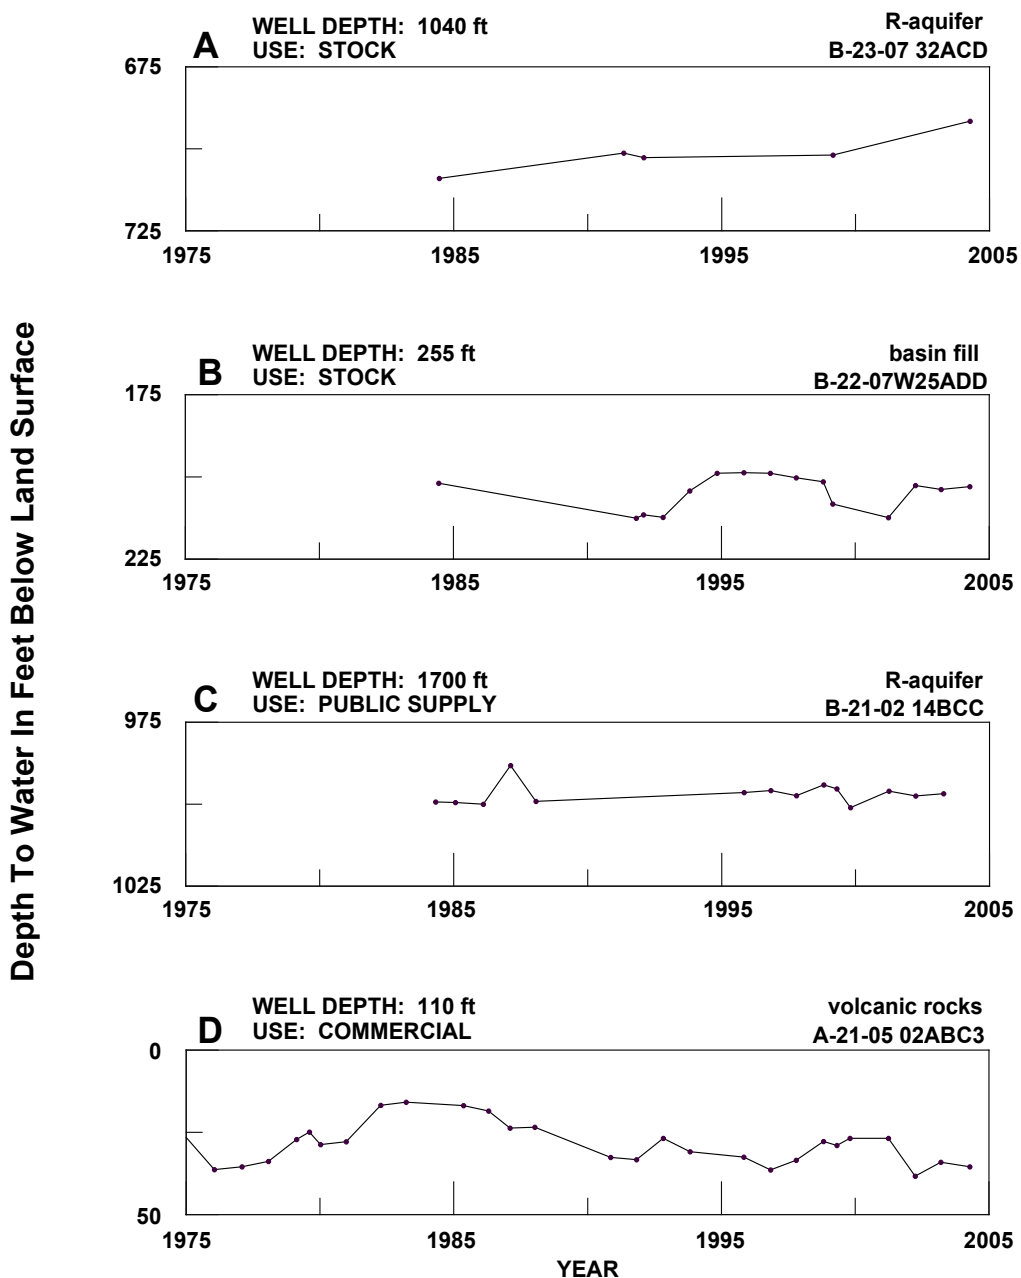 Depth To Water In Feet Below Land Surface
A
WELL DEPTH: 1040 ft
USE: STOCK
R-aquifer
B-23-07 32ACD
675
725
1975 1985 1995 2005
B
WELL DEPTH: 255 ft
USE: STOCK
basin fill
B-22-07W25ADD
175
225
1975 1985 1995 2005
C
WELL DEPTH: 1700 ft
USE: PUBLIC SUPPLY
R-aquifer
B-21-02 14BCC
975
1025
1975 1985 1995 2005
D
WELL DEPTH: 110 ft
USE: COMMERCIAL
volcanic rocks
A-21-05 02ABC3
0
50
1975 1985 1995 2005
YEAR